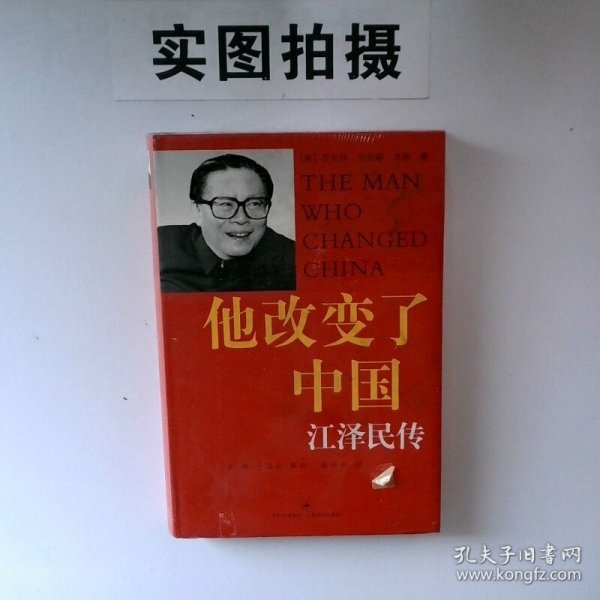 实图拍摄
THE MAN
WHO
CHANGED
CHINA
他改变了
中国
江泽民传
孔夫子旧书网
www.kongfz.com